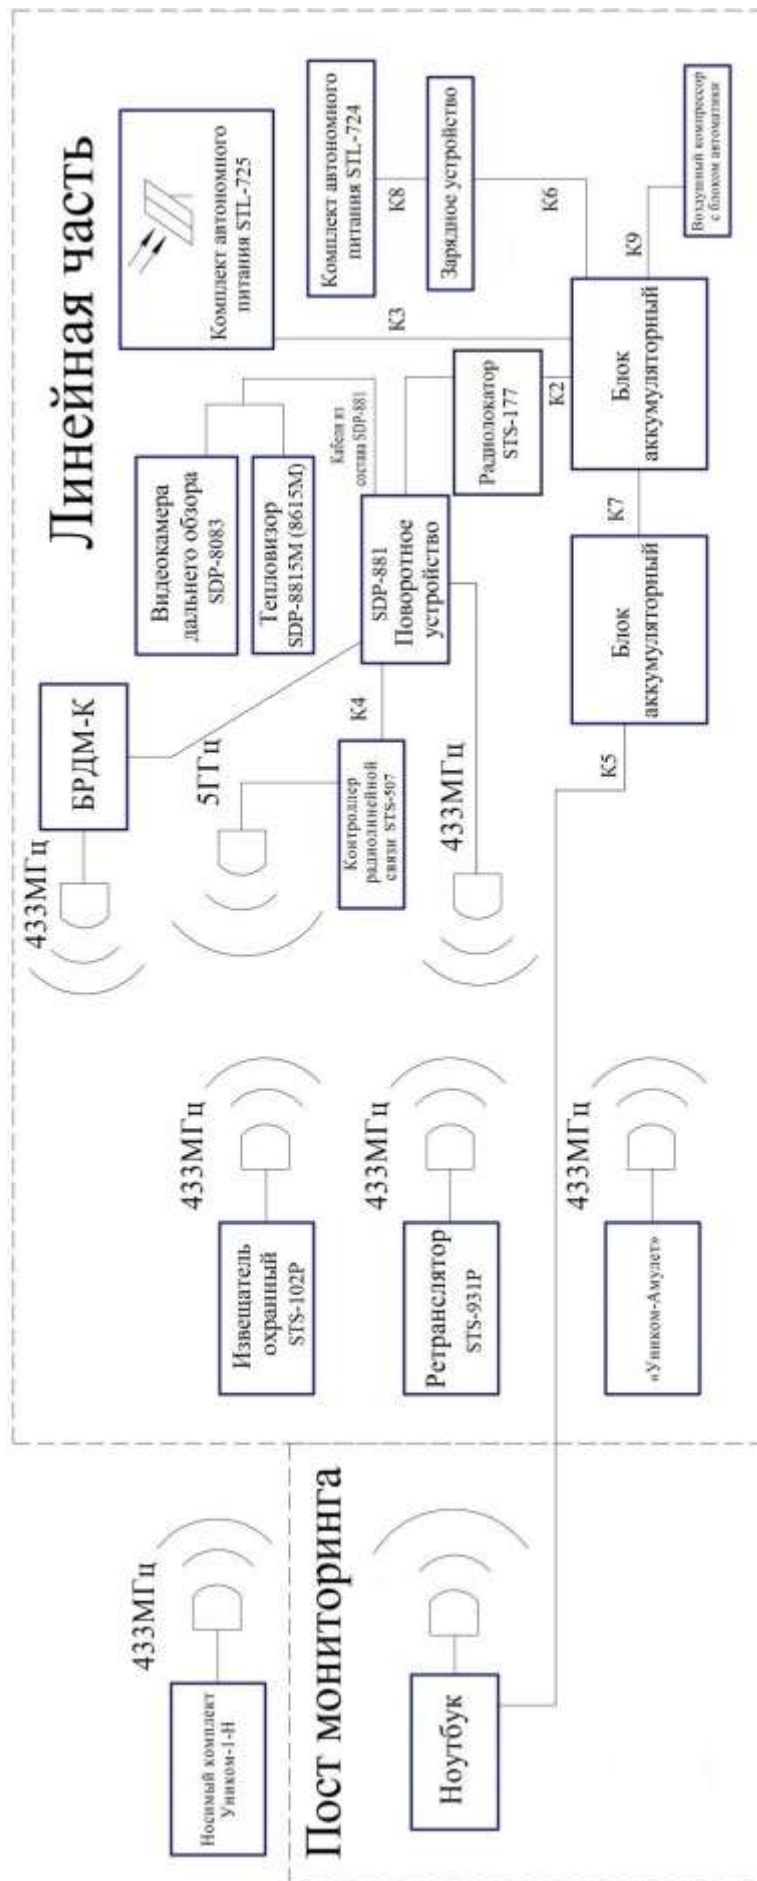 Линейная часть
Комплект автономного
питания STL-725
Комплект автономного
питания STL-724
К8
Зарядное устройство
К6
К3
К9
Воздушный компрессор
с блоком автоматики
Видеокамера
дальнего обзора
SDP-8083
Тепловизор
SDP-8815M (8615M)
Кабели из
состава SDP-881
SDP-881
Поворотное
устройство
Радиолокатор
STS-177
К2
Блок
аккумуляторный
К7
Блок
аккумуляторный
К5
БРДМ-К
433МГц
5ГГц
К4
Контроллер
радиолинейной
связи STS-507
433МГц
433МГц
Извещатель
охранный
STS-102P
433МГц
Ретранслятор
STS-931P
433МГц
«Уником-Амулет»
433МГц
Носимый комплект
Уником-1-Н
Пост мониторинга
Ноутбук